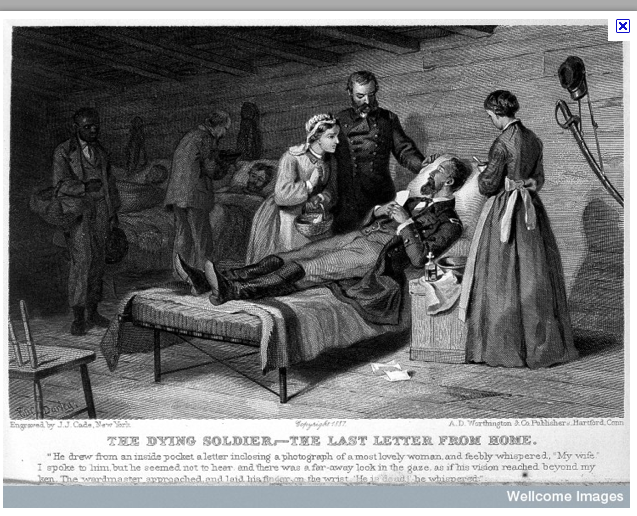 F.O.C. Darley
Engraved by J.J. Cade, New York.
Copyright 1887.
A.D. Worthington & Co. Publishers, Hartford, Conn
THE DYING SOLDIER,—THE LAST LETTER FROM HOME.
"He drew from an inside pocket a letter inclosing a photograph of a most lovely woman, and feebly whispered, "My wife."
I spoke to him, but he seemed not to hear and there was a far-away look in the gaze, as if his vision reached beyond my
ken. The wardmaster approached and laid his finger on the wrist. "He is dead!" he whispered."
Wellcome Images